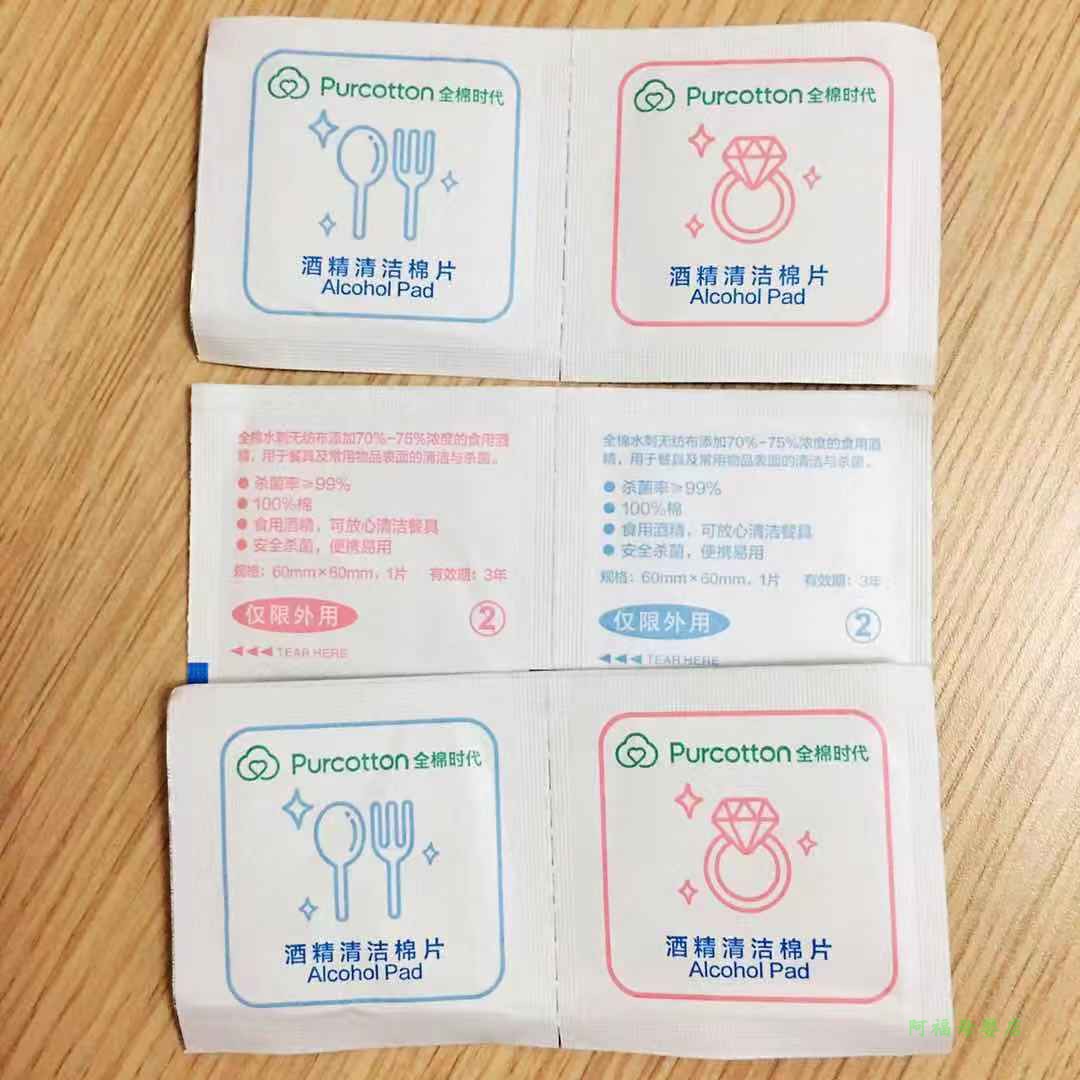 Purcotton 全棉时代
酒精清洁棉片
Alcohol Pad
Purcotton 全棉时代
酒精清洁棉片
Alcohol Pad
全棉水刺无纺布添加70%-75%浓度的食用酒
精，用于餐具及常用物品表面的清洁与杀菌。
● 杀菌率≥99%
● 100%棉
● 食用酒精，可放心清洁餐具
● 安全杀菌，便携易用
规格：60mm×60mm，1片 有效期：3年
仅限外用 ②
◀◀◀ TEAR HERE
全棉水刺无纺布添加70%-75%浓度的食用酒
精，用于餐具及常用物品表面的清洁与杀菌。
● 杀菌率≥99%
● 100%棉
● 食用酒精，可放心清洁餐具
● 安全杀菌，便携易用
规格：60mm×60mm，1片 有效期：3年
仅限外用 ②
◀◀◀ TEAR HERE
Purcotton 全棉时代
酒精清洁棉片
Alcohol Pad
Purcotton 全棉时代
酒精清洁棉片
Alcohol Pad